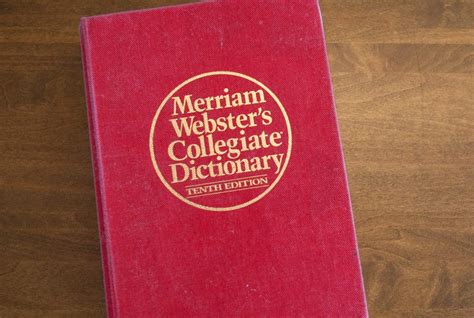 Merriam
Webster's
Collegiate®
Dictionary
TENTH EDITION